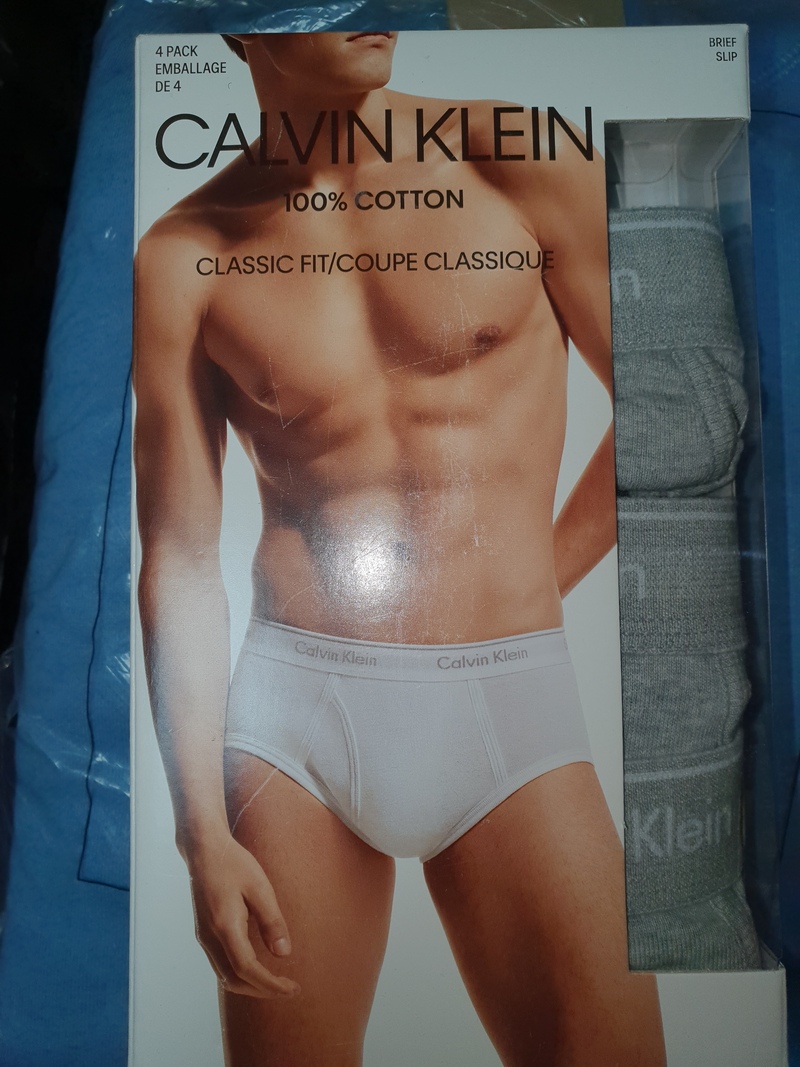 4 PACK
EMBALLAGE
DE 4
BRIEF
SLIP
CALVIN KLEIN
100% COTTON
CLASSIC FIT/COUPE CLASSIQUE
n
n
Calvin Klein Calvin Klein
Klein